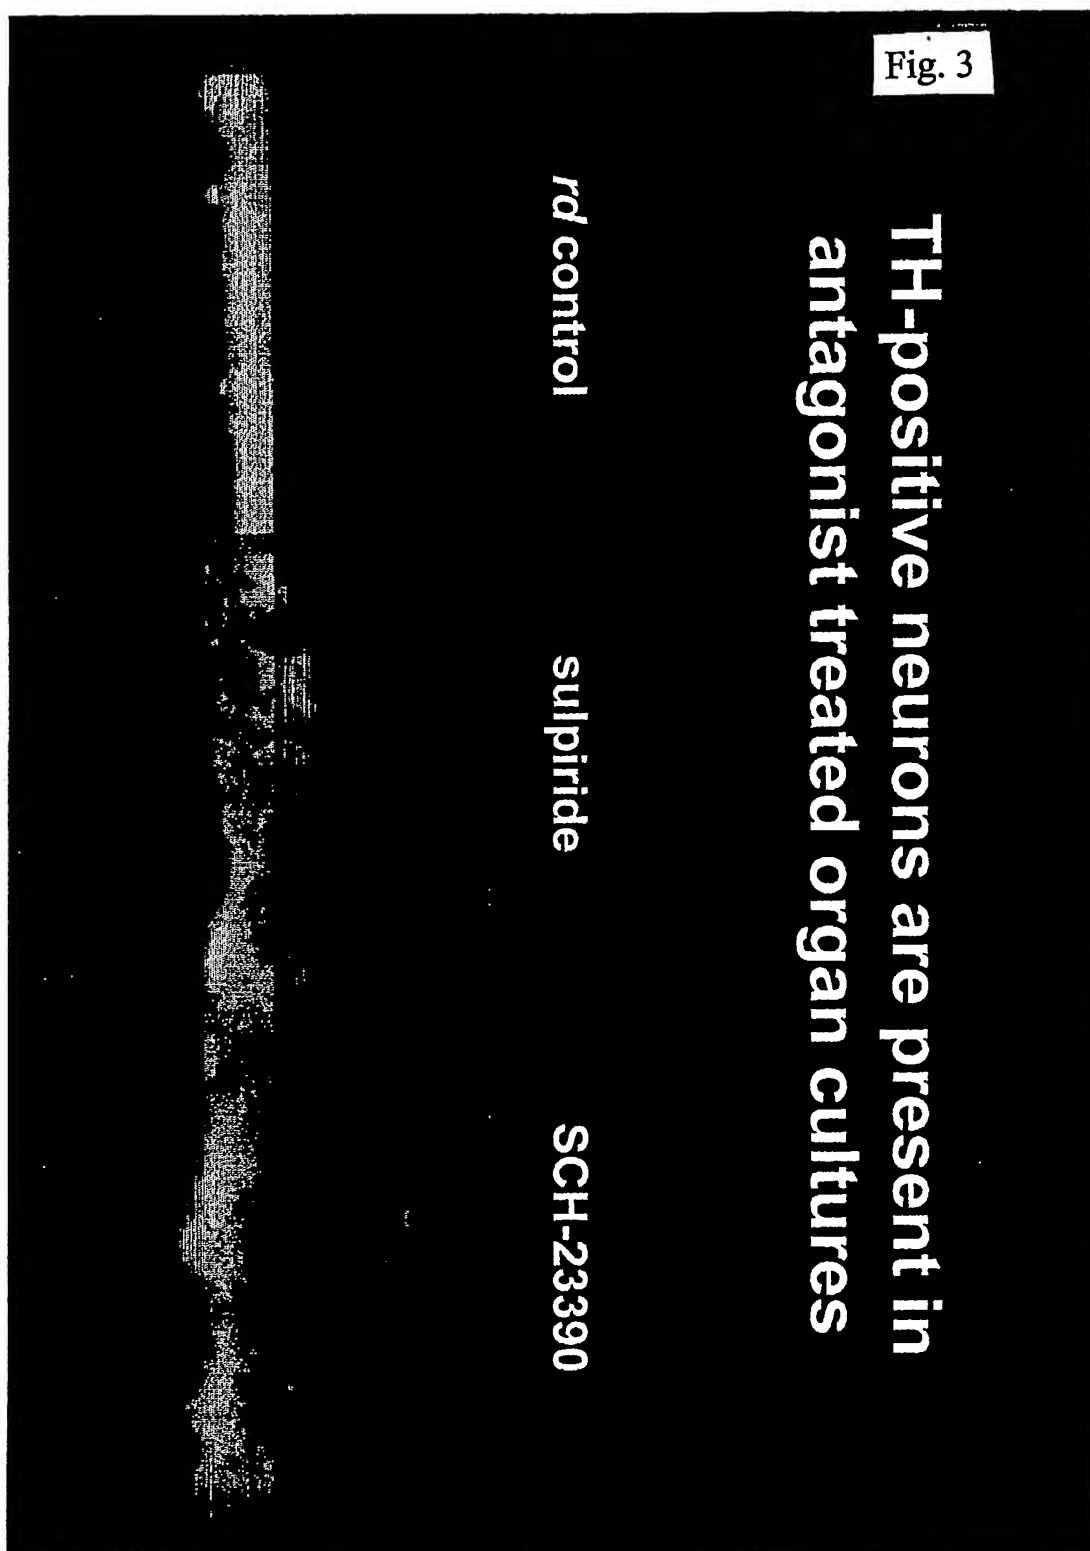 Fig. 3
TH-positive neurons are present in
antagonist treated organ cultures
rd control
sulpiride
SCH-23390